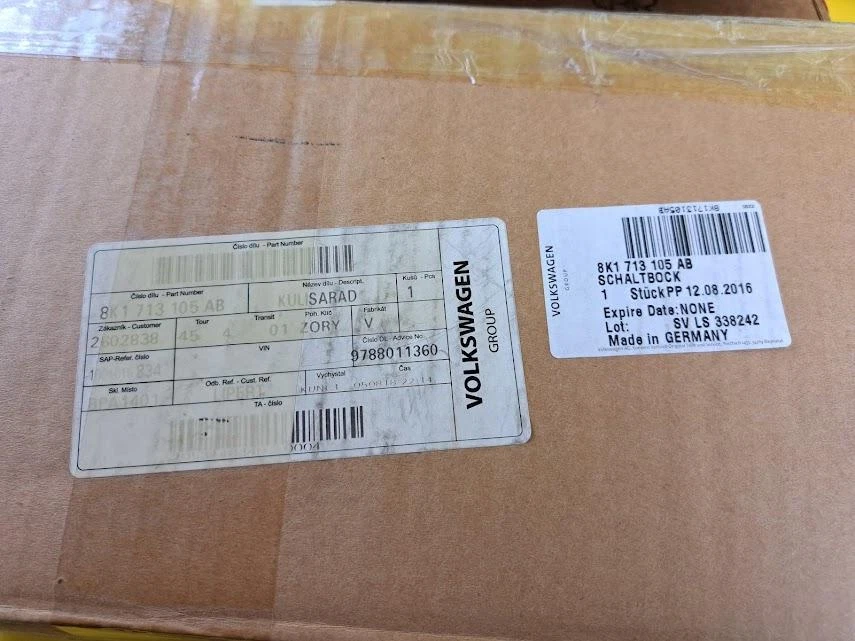 Číslo dílu - Part Number
Číslo dílu - Part Number
8K1 713 105 AB
Název dílu - Descript.
KULISARAD
Kusů - Pcs
1
Zákazník - Customer
2602838
Tour
45 4
Transit
01
Poh. Klíč
ZORY
Fabrikát
V
SAP-Refer. číslo
VIN
Číslo DL- Advice No.
9788011360
Skl. Místo
Odb. Ref. - Cust. Ref.
Vychystal
Čas
TA - číslo
VOLKSWAGEN
GROUP
VOLKSWAGEN
GROUP
8K1713105AB
8K1 713 105 AB
SCHALTBOCK
1 StückPP 12.08.2016
Expire Date:NONE
Lot: SV LS 338242
Made in GERMANY